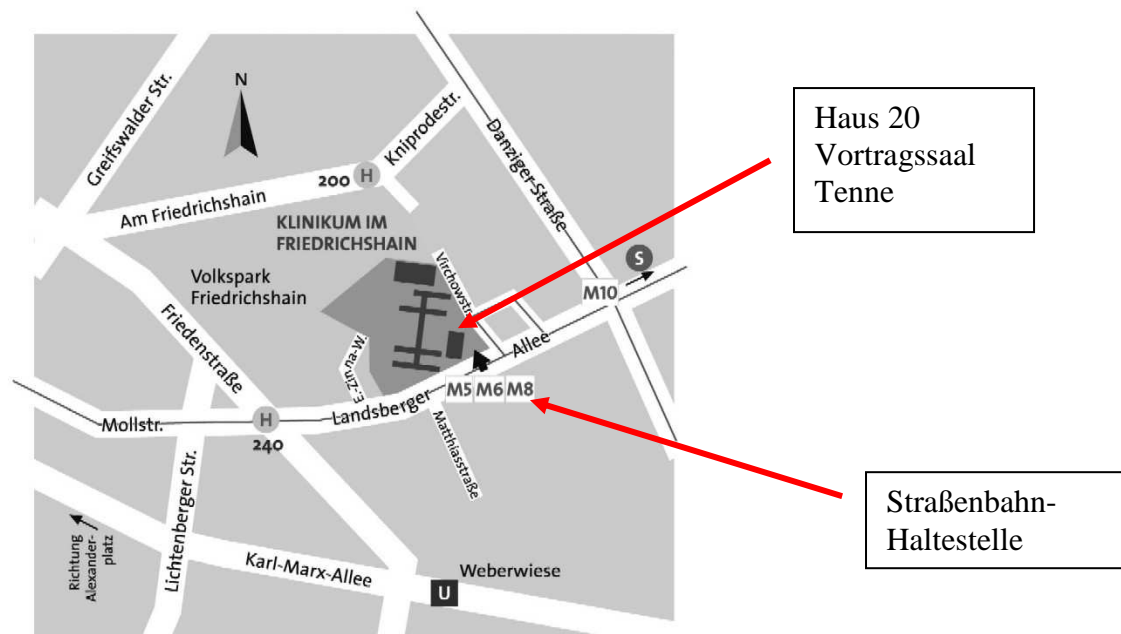 N
Greifswalder Str.
Kniprodestr.
Danziger Straße
200 H
Am Friedrichshain
KLINIKUM IM
FRIEDRICHSHAIN
Volkspark
Friedrichshain
Virchowstr.
S
M10
Friedenstraße
E.-Zin.na-W.
Allee
M5 M6 M8
Landsberger
Mollstr.
H
240
Matthiasstraße
Lichtenberger Str.
Richtung
Alexander-
platz
Karl-Marx-Allee
Weberwiese
U
Haus 20
Vortragssaal
Tenne
Straßenbahn-
Haltestelle